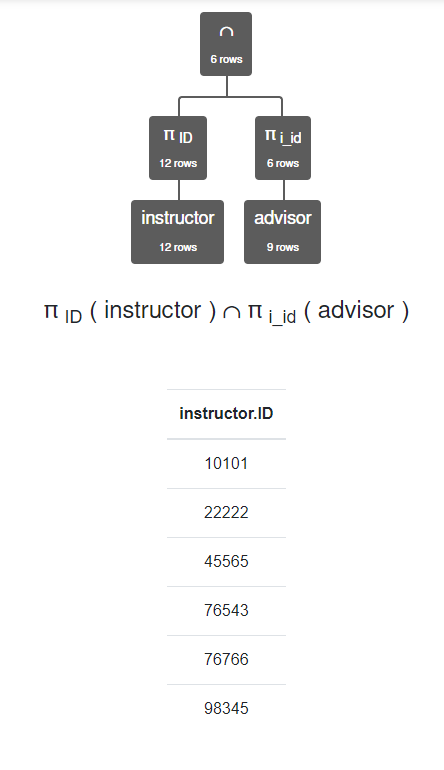 ∩
6 rows
π ID
12 rows
π i_id
6 rows
instructor
12 rows
advisor
9 rows
π ID ( instructor ) ∩ π i_id ( advisor )
instructor.ID
10101
22222
45565
76543
76766
98345